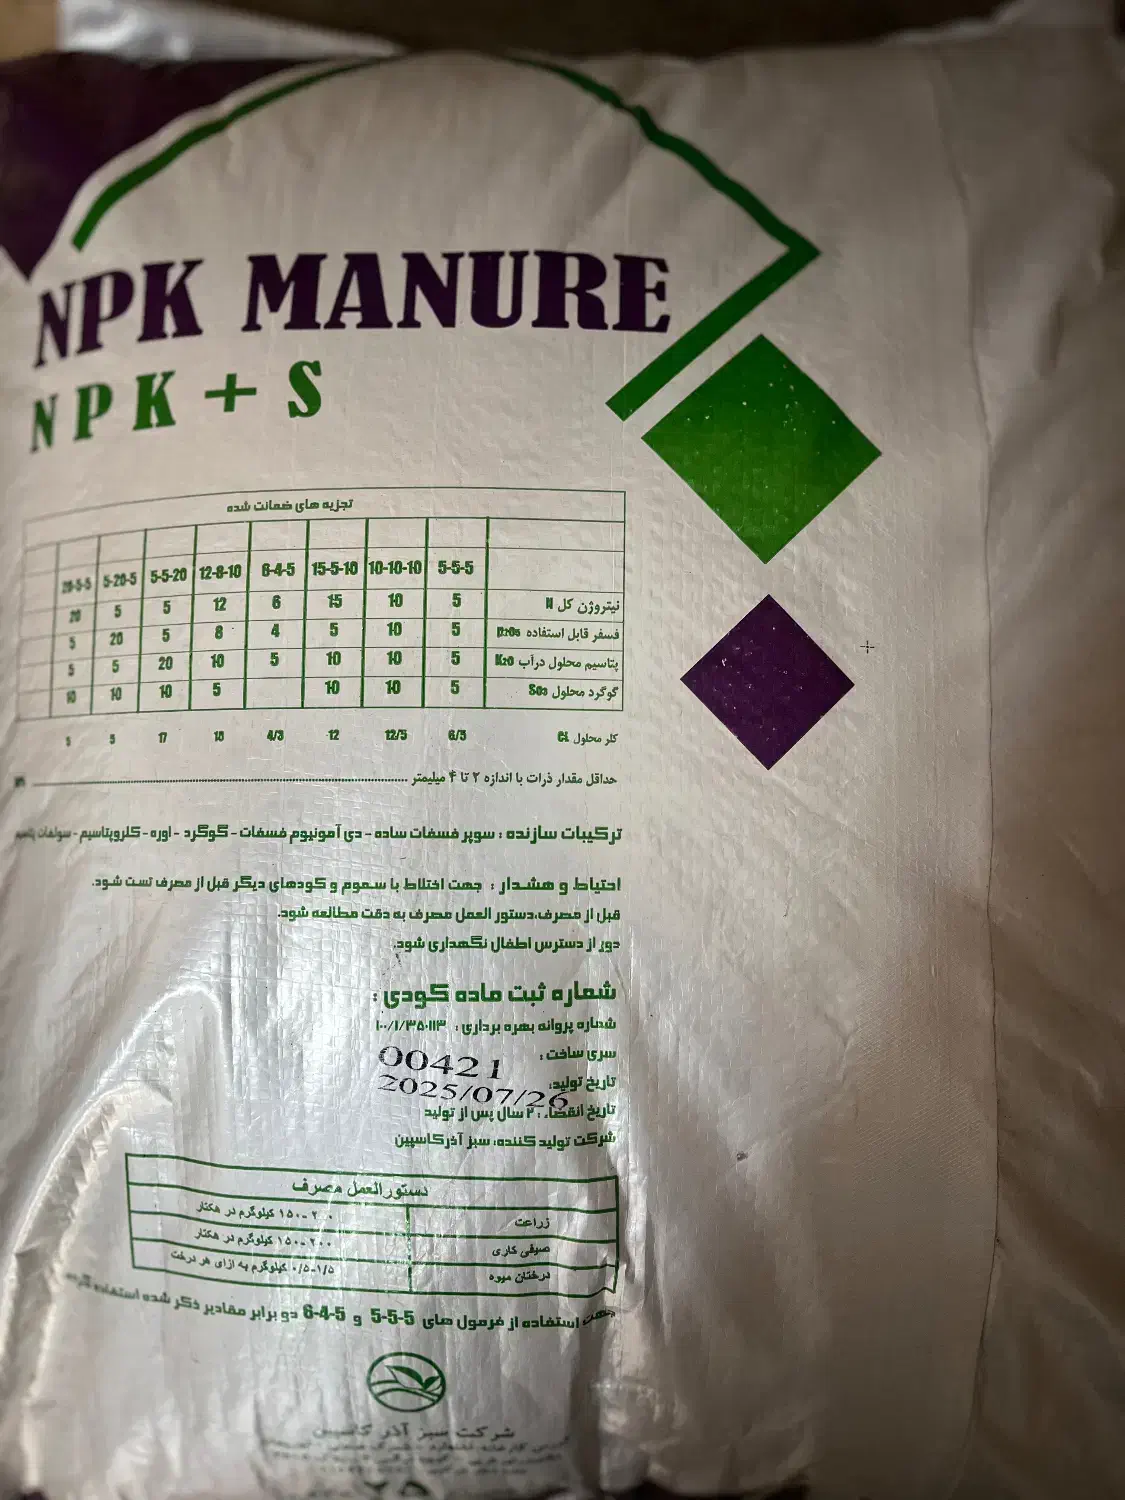 NPK MANURE
NPK + S
تجزیه های ضمانت شده
20-5-5 5-20-5 5-5-20 12-8-10 6-4-5 15-5-10 10-10-10 5-5-5
نیتروژن کل N 5 10 15 6 12 5 5 20
فسفر قابل استفاده P2O5 5 10 5 4 8 5 20 5
پتاسیم محلول درآب K2O 5 10 10 5 10 20 5 5
گوگرد محلول SO3 5 10 10 5 10 10 10
کلر محلول CL 6/5 12/5 12 4/3 10 17 5 5
حداقل مقدار ذرات با اندازه ۲ تا ۴ میلیمتر
ترکیبات سازنده : سوپر فسفات ساده - دی آمونیوم فسفات - گوگرد - اوره - کلروپتاسیم - سولفات پتاسیم
احتیاط و هشدار : جهت اختلاط با سموم و کودهای دیگر قبل از مصرف تست شود.
قبل از مصرف،دستور العمل مصرف به دقت مطالعه شود.
دور از دسترس اطفال نگهداری شود.
شماره ثبت ماده کودی :
شماره پروانه بهره برداری : ۱۰۰/۱/۳۵۰۱۱۳
سری ساخت : 00421
تاریخ تولید: 2025/07/26
تاریخ انقضاء : ۲ سال پس از تولید
شرکت تولید کننده: سبز آذرکاسپین
دستورالعمل مصرف
زراعت ۱۵۰-۲۰۰ کیلوگرم در هکتار
صیفی کاری ۱۵۰-۲۰۰ کیلوگرم در هکتار
درختان میوه ۰/۵-۱/۵ کیلوگرم به ازای هر درخت
جهت استفاده از فرمول های 5-5-5 و 6-4-5 دو برابر مقادیر ذکر شده استفاده گردد
شرکت سبز آذر کاسپین